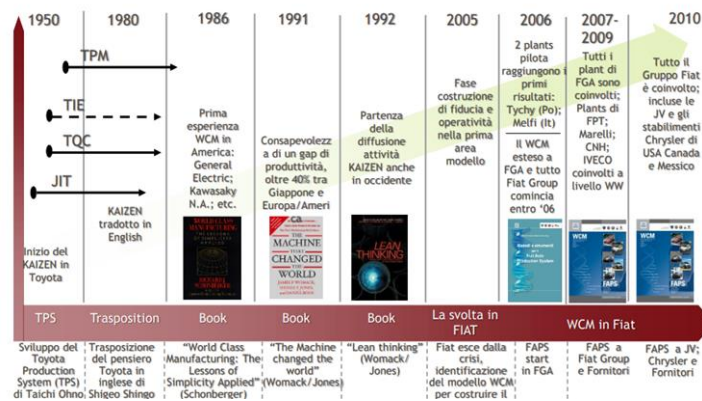 1950
1980
1986
1991
1992
2005
2006
2007-
2009
2010
TPM
TIE
TQC
JIT
Inizio del
KAIZEN in
Toyota
KAIZEN
tradotto in
English
Prima
esperienza
WCM in
America:
General
Electric;
Kawasaky
N.A.; etc.
Consapevolezz
a di un gap di
produttività,
oltre 40% tra
Giappone e
Europa/Ameri
ca
Partenza
della
diffusione
attività
KAIZEN anche
in occidente
Fase
costruzione
di fiducia e
operatività
nella prima
area
modello
2 plants
pilota
raggiungono i
primi
risultati:
Tychy (Po);
Melfi (It)
Il WCM
esteso a
FGA e tutto
Fiat Group
comincia
entro '06
Tutti i
plant di
FGA sono
coinvolti;
Plants di
FPT;
Marelli;
CNH;
IVECO
coinvolti a
livello WW
Tutto il
Gruppo Fiat
è coinvolto;
incluse le
JV e gli
stabilimenti
Chrysler di
USA Canada
e Messico
WORLD CLASS
MANUFACTURING
THE
MACHINE
THAT
CHANGED
THE
WORLD
LEAN
THINKING
WCM
FAPS
WCM
FAPS
TPS
Trasposition
Book
Book
Book
La svolta in
FIAT
WCM in Fiat
Sviluppo del
Toyota
Production
System (TPS)
di Taichi Ohno
Trasposizione
del pensiero
Toyota in
inglese di
Shigeo Shingo
"World Class
Manufacturing: The
Lessons of
Simplicity Applied"
(Schonberger)
"The Machine
changed the
world"
(Womack/Jones)
"Lean thinking"
(Womack/
Jones)
Fiat esce dalla
crisi,
identificazione
del modello WCM
per costruire il
FAPS
start
in FGA
FAPS a
Fiat Group
e Fornitori
FAPS a JV;
Chrysler e
Fornitori